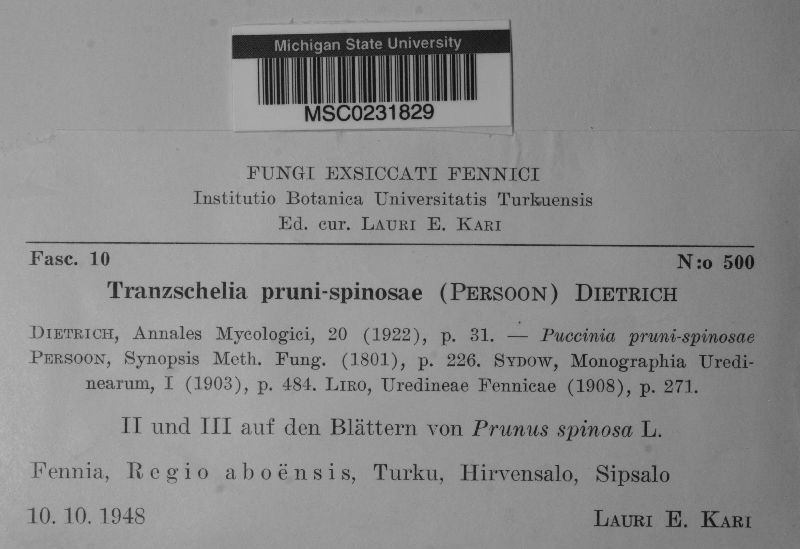 Michigan State University
MSC0231829
FUNGI EXSICCATI FENNICI
Institutio Botanica Universitatis Turkuensis
Ed. cur. LAURI E. KARI
Fasc. 10 N:o 500
Tranzschelia pruni-spinosae (PERSOON) DIETRICH
DIETRICH, Annales Mycologici, 20 (1922), p. 31. — Puccinia pruni-spinosae
PERSOON, Synopsis Meth. Fung. (1801), p. 226. SYDOW, Monographia Uredi-
nearum, I (1903), p. 484. LIRO, Uredineae Fennicae (1908), p. 271.
II und III auf den Blättern von Prunus spinosa L.
Fennia, Regio aboënsis, Turku, Hirvensalo, Sipsalo
10. 10. 1948 LAURI E. KARI